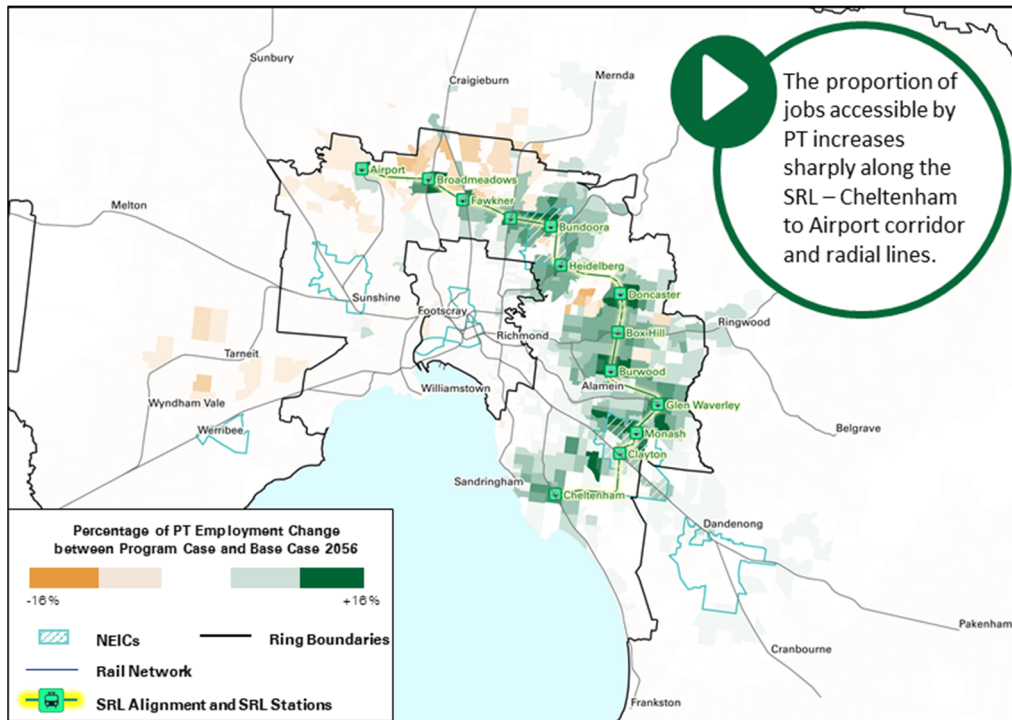 Sunbury
Craigieburn
Mernda
The proportion of
jobs accessible by
PT increases
sharply along the
SRL – Cheltenham
to Airport corridor
and radial lines.
Airport
Broadmeadows
Fawkner
Melton
Bundoora
Heidelberg
Sunshine
Doncaster
Footscray
Ringwood
Richmond
Box Hill
Tarneit
Burwood
Williamstown
Alamein
Wyndham Vale
Glen Waverley
Werribee
Belgrave
Monash
Clayton
Sandringham
Cheltenham
Dandenong
Pakenham
Cranbourne
Frankston
Percentage of PT Employment Change
between Program Case and Base Case 2056
-16%
+16%
NEICs
Ring Boundaries
Rail Network
SRL Alignment and SRL Stations